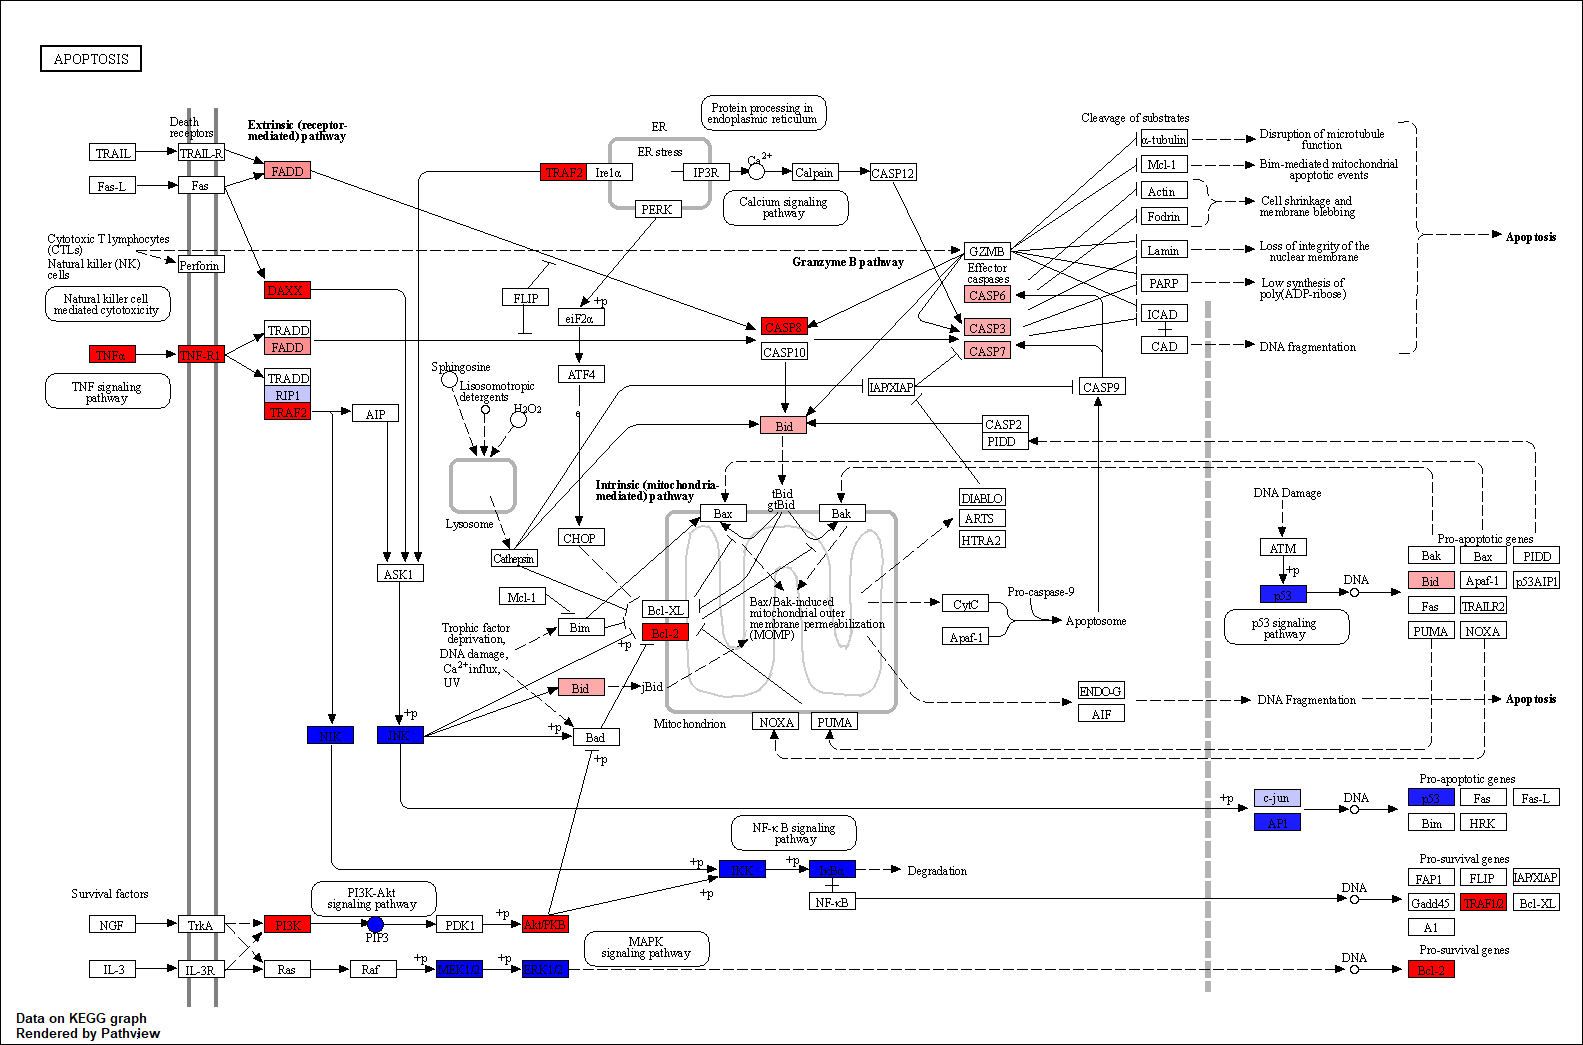 APOPTOSIS
Death
receptors
Extrinsic (receptor-
mediated) pathway
TRAIL
TRAIL-R
FADD
Fas-L
Fas
Cytotoxic T lymphocytes
(CTLs)
Natural killer (NK)
cells
Perforin
Natural killer cell
mediated cytotoxicity
DAXX
TRADD
FADD
TNFα
TNF-R1
TNF signaling
pathway
TRADD
RIP1
TRAF2
AIP
ER
ER stress
TRAF2
Ire1α
IP3R
PERK
Protein processing in
endoplasmic reticulum
Ca2+
Calpain
CASP12
Calcium signaling
pathway
FLIP
+p
eiF2α
ATF4
e
CHOP
Granzyme B pathway
GZMB
Effector
caspases
CASP6
CASP3
CASP7
CASP8
CASP10
IAP/XIAP
CASP9
Bid
CASP2
PIDD
Cleavage of substrates
α-tubulin
Mcl-1
Actin
Fodrin
Lamin
PARP
ICAD
CAD
Disruption of microtubule
function
Bim-mediated mitochondrial
apoptotic events
Cell shrinkage and
membrane blebbing
Loss of integrity of the
nuclear membrane
Low synthesis of
poly(ADP-ribose)
DNA fragmentation
Apoptosis
Sphingosine
Lisosomotropic
detergents
H2O2
Lysosome
Cathepsin
Intrinsic (mitochondria-
mediated) pathway
tBid
gtBid
Bax
Bak
DIABLO
ARTS
HTRA2
ASK1
Mcl-1
Bim
Bcl-XL
Bcl-2
+p
Trophic factor
deprivation,
DNA damage,
Ca2+ influx,
UV
Bax/Bak-induced
mitochondrial outer
membrane permeabilization
(MOMP)
CytC
Apaf-1
Pro-caspase-9
Apoptosome
Bid
jBid
Mitochondrion
NOXA
PUMA
ENDO-G
AIF
DNA Fragmentation
Apoptosis
DNA Damage
ATM
+p
p53
DNA
p53 signaling
pathway
Pro-apoptotic genes
Bak
Bax
PIDD
Bid
Apaf-1
p53AIP1
Fas
TRAILR2
PUMA
NOXA
NIK
+p
JNK
+p
Bad
+p
+p
c-jun
AP1
DNA
Pro-apoptotic genes
p53
Fas
Fas-L
Bim
HRK
NF-κB signaling
pathway
+p
IKK
+p
IκBα
Degradation
+p
NF-κB
DNA
Pro-survival genes
FAP1
FLIP
IAP/XIAP
Gadd45
TRAF1/2
Bcl-XL
A1
Survival factors
PI3K-Akt
signaling pathway
NGF
TrkA
PI3K
PIP3
PDK1
+p
Akt/PKB
MAPK
signaling pathway
IL-3
IL-3R
Ras
Raf
+p
MEK1/2
+p
ERK1/2
DNA
Pro-survival genes
Bcl-2
Data on KEGG graph
Rendered by Pathview